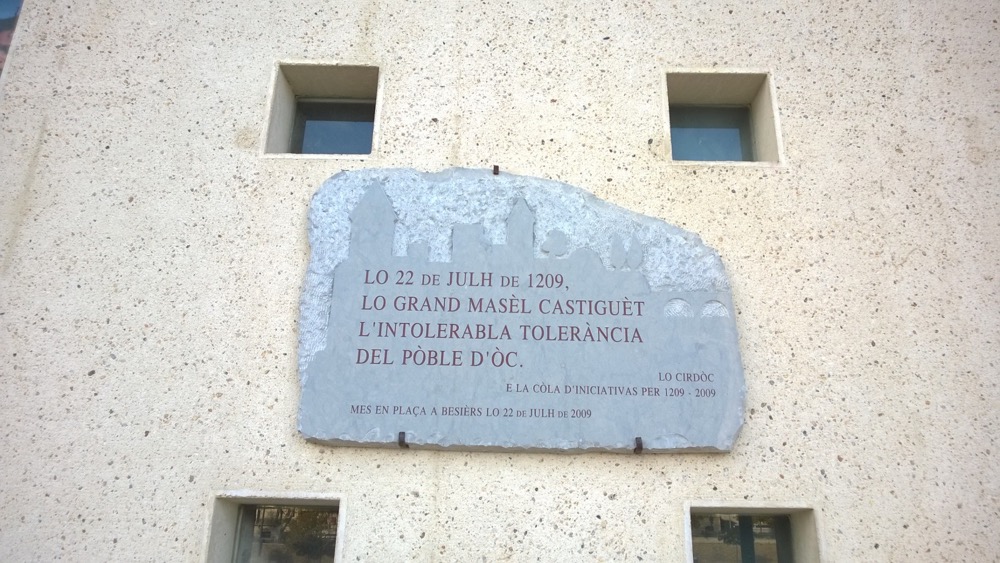 LO 22 DE JULH DE 1209,
LO GRAND MASÈL CASTIGUÈT
L'INTOLERABLA TOLERÀNCIA
DEL PÒBLE D'ÒC.
LO CIRDÒC
E LA CÒLA D'INICIATIVAS PER 1209 - 2009
MES EN PLAÇA A BESIÈRS LO 22 DE JULH DE 2009